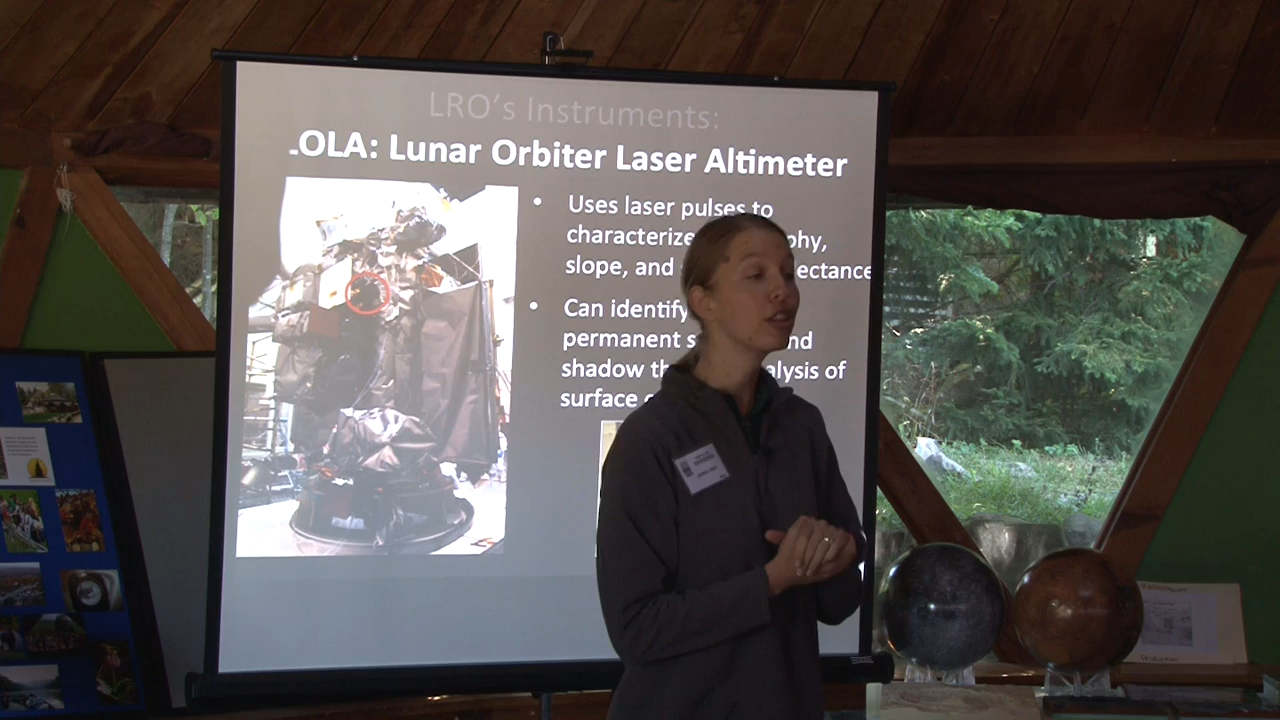 LRO's Instruments:
LOLA: Lunar Orbiter Laser Altimeter
• Uses laser pulses to
characterize phy,
slope, and ectance
• Can identify
permanent s nd
shadow th alysis of
surface